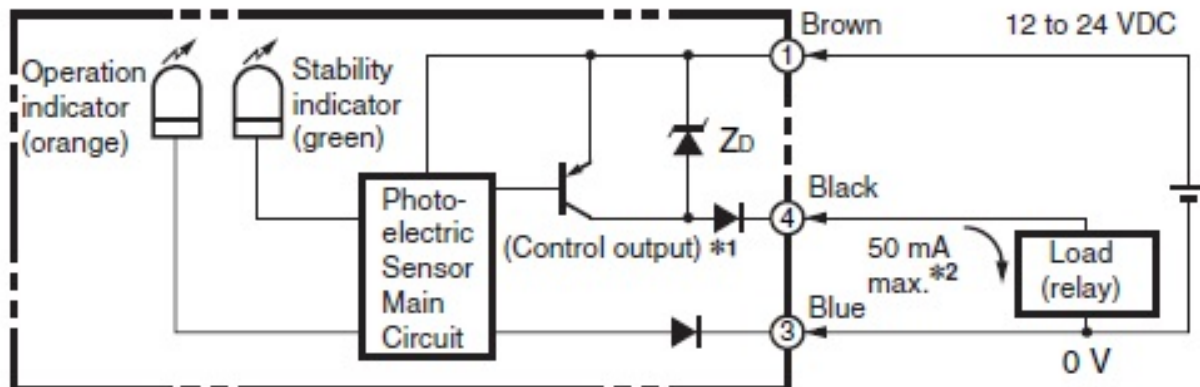 Brown
12 to 24 VDC
1
Operation
indicator
(orange)
Stability
indicator
(green)
ZD
Photo-
electric
Sensor
Main
Circuit
(Control output) *1
Black
4
50 mA
max.*2
Load
(relay)
Blue
3
0 V